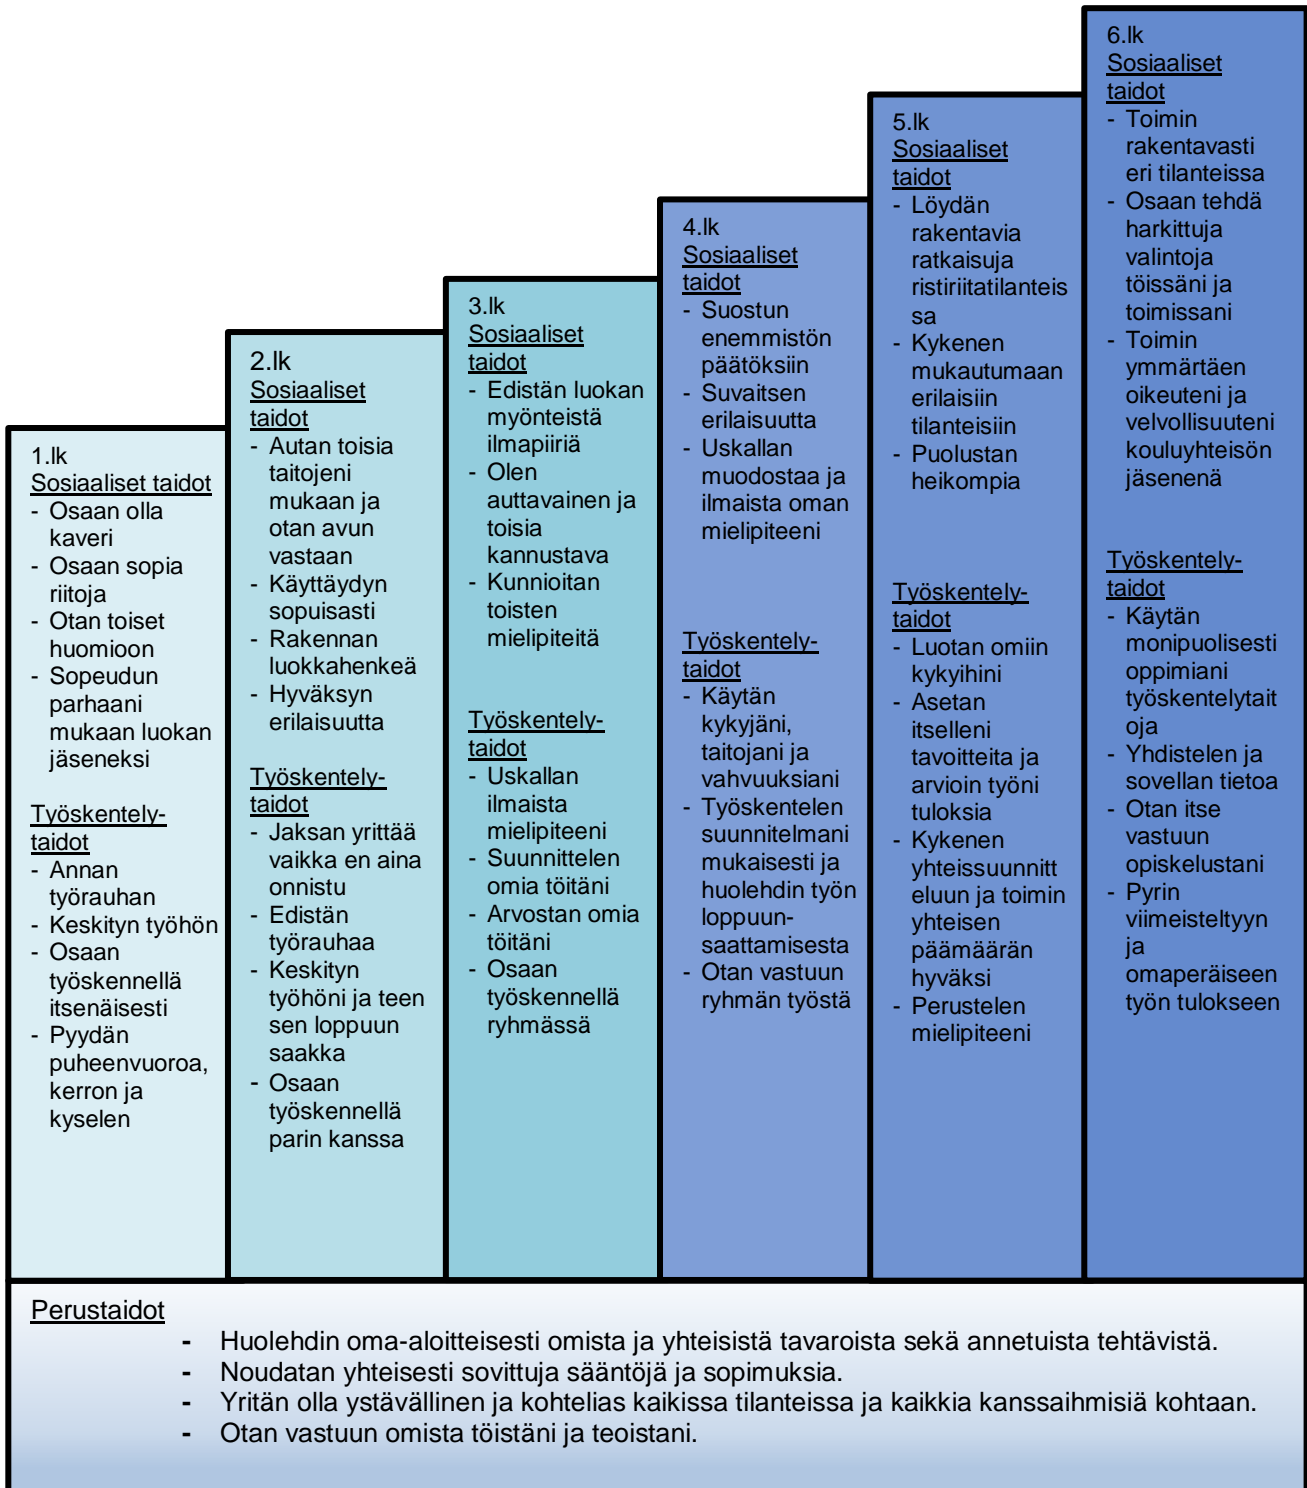 1.lk
Sosiaaliset taidot
- Osaan olla
kaveri
- Osaan sopia
riitoja
- Otan toiset
huomioon
- Sopeudun
parhaani
mukaan luokan
jäseneksi
Työskentely-
taidot
- Annan
työrauhan
- Keskityn työhön
- Osaan
työskennellä
itsenäisesti
- Pyydän
puheenvuoroa,
kerron ja
kyselen
2.lk
Sosiaaliset
taidot
- Autan toisia
taitojeni
mukaan ja
otan avun
vastaan
- Käyttäydyn
sopuisasti
- Rakennan
luokkahenkeä
- Hyväksyn
erilaisuutta
Työskentely-
taidot
- Jaksan yrittää
vaikka en aina
onnistu
- Edistän
työrauhaa
- Keskityn
työhöni ja teen
sen loppuun
saakka
- Osaan
työskennellä
parin kanssa
3.lk
Sosiaaliset
taidot
- Edistän luokan
myönteistä
ilmapiiriä
- Olen
auttavainen ja
toisia
kannustava
- Kunnioitan
toisten
mielipiteitä
Työskentely-
taidot
- Uskallan
ilmaista
mielipiteeni
- Suunnittelen
omia töitäni
- Arvostan omia
töitäni
- Osaan
työskennellä
ryhmässä
4.lk
Sosiaaliset
taidot
- Suostun
enemmistön
päätöksiin
- Suvaitsen
erilaisuutta
- Uskallan
muodostaa ja
ilmaista oman
mielipiteeni
Työskentely-
taidot
- Käytän
kykyjäni,
taitojani ja
vahvuuksiani
- Työskentelen
suunnitelmani
mukaisesti ja
huolehdin työn
loppuun-
saattamisesta
- Otan vastuun
ryhmän työstä
5.lk
Sosiaaliset
taidot
- Löydän
rakentavia
ratkaisuja
ristiriitatilanteis
sa
- Kykenen
mukautumaan
erilaisiin
tilanteisiin
- Puolustan
heikompia
Työskentely-
taidot
- Luotan omiin
kykyihini
- Asetan
itselleni
tavoitteita ja
arvioin työni
tuloksia
- Kykenen
yhteissuunnitt
eluun ja toimin
yhteisen
päämäärän
hyväksi
- Perustelen
mielipiteeni
6.lk
Sosiaaliset
taidot
- Toimin
rakentavasti
eri tilanteissa
- Osaan tehdä
harkittuja
valintoja
töissäni ja
toimissani
- Toimin
ymmärtäen
oikeuteni ja
velvollisuuteni
kouluyhteisön
jäsenenä
Työskentely-
taidot
- Käytän
monipuolisesti
oppimiani
työskentelytait
oja
- Yhdistelen ja
sovellan tietoa
- Otan itse
vastuun
opiskelustani
- Pyrin
viimeisteltyyn
ja
omaperäiseen
työn tulokseen
Perustaidot
- Huolehdin oma-aloitteisesti omista ja yhteisistä tavaroista sekä annetuista tehtävistä.
- Noudatan yhteisesti sovittuja sääntöjä ja sopimuksia.
- Yritän olla ystävällinen ja kohtelias kaikissa tilanteissa ja kaikkia kanssaihmisiä kohtaan.
- Otan vastuun omista töistäni ja teoistani.